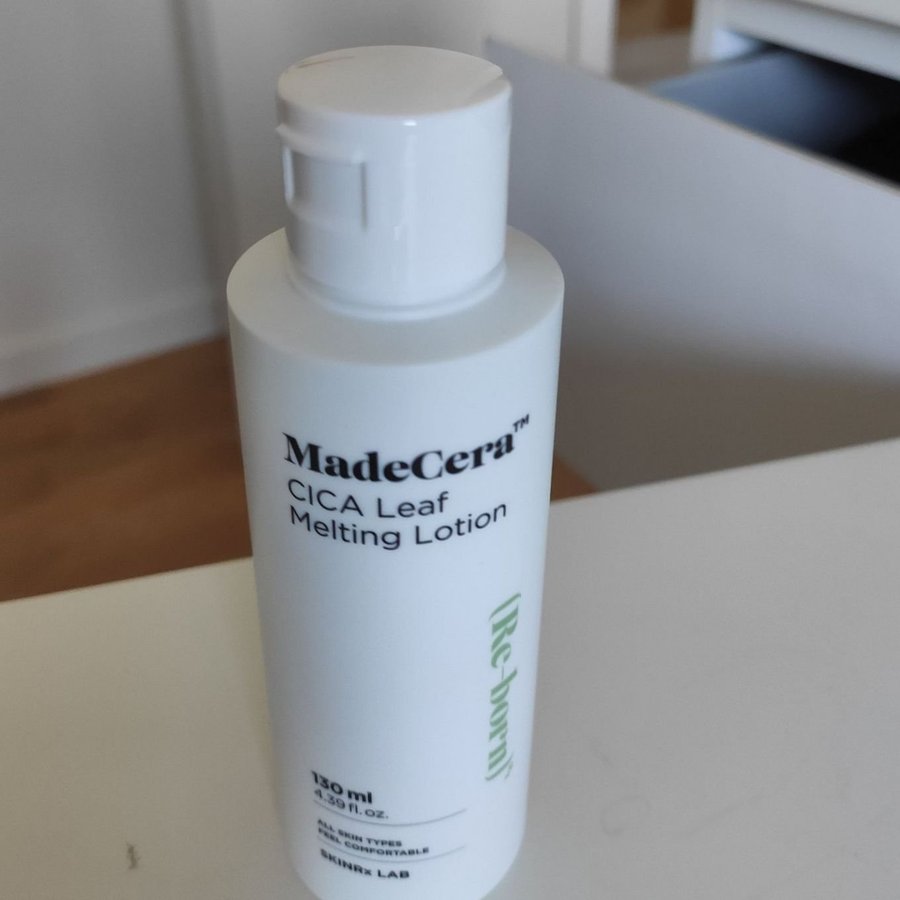 MadeCera™
CICA Leaf
Melting Lotion
(Re-born)
130 ml
4.39 fl. oz.
ALL SKIN TYPES
FEEL COMFORTABLE
SKINRx LAB